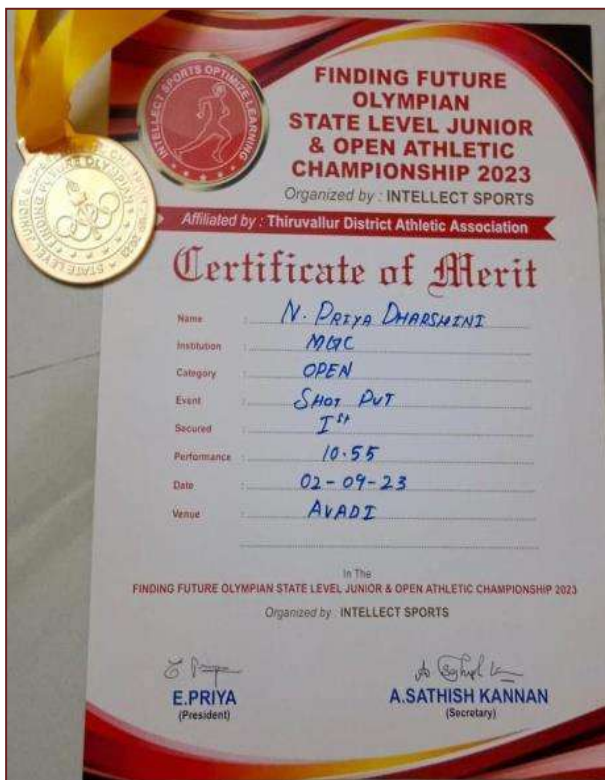 INTELLECT SPORTS OPTIMIZE LEARNING
FINDING FUTURE
OLYMPIAN
STATE LEVEL JUNIOR
& OPEN ATHLETIC
CHAMPIONSHIP 2023
Organized by : INTELLECT SPORTS
Affiliated by : Thiruvallur District Athletic Association
Certificate of Merit
Name : N. PRIYA DHARSHINI
Institution : MGC
Category : OPEN
Event : SHOT PUT
Secured : Ist
Performance : 10.55
Date : 02-09-23
Venue : AVADI
In The
FINDING FUTURE OLYMPIAN STATE LEVEL JUNIOR & OPEN ATHLETIC CHAMPIONSHIP 2023
Organized by : INTELLECT SPORTS
E.PRIYA
(President)
A.SATHISH KANNAN
(Secretary)